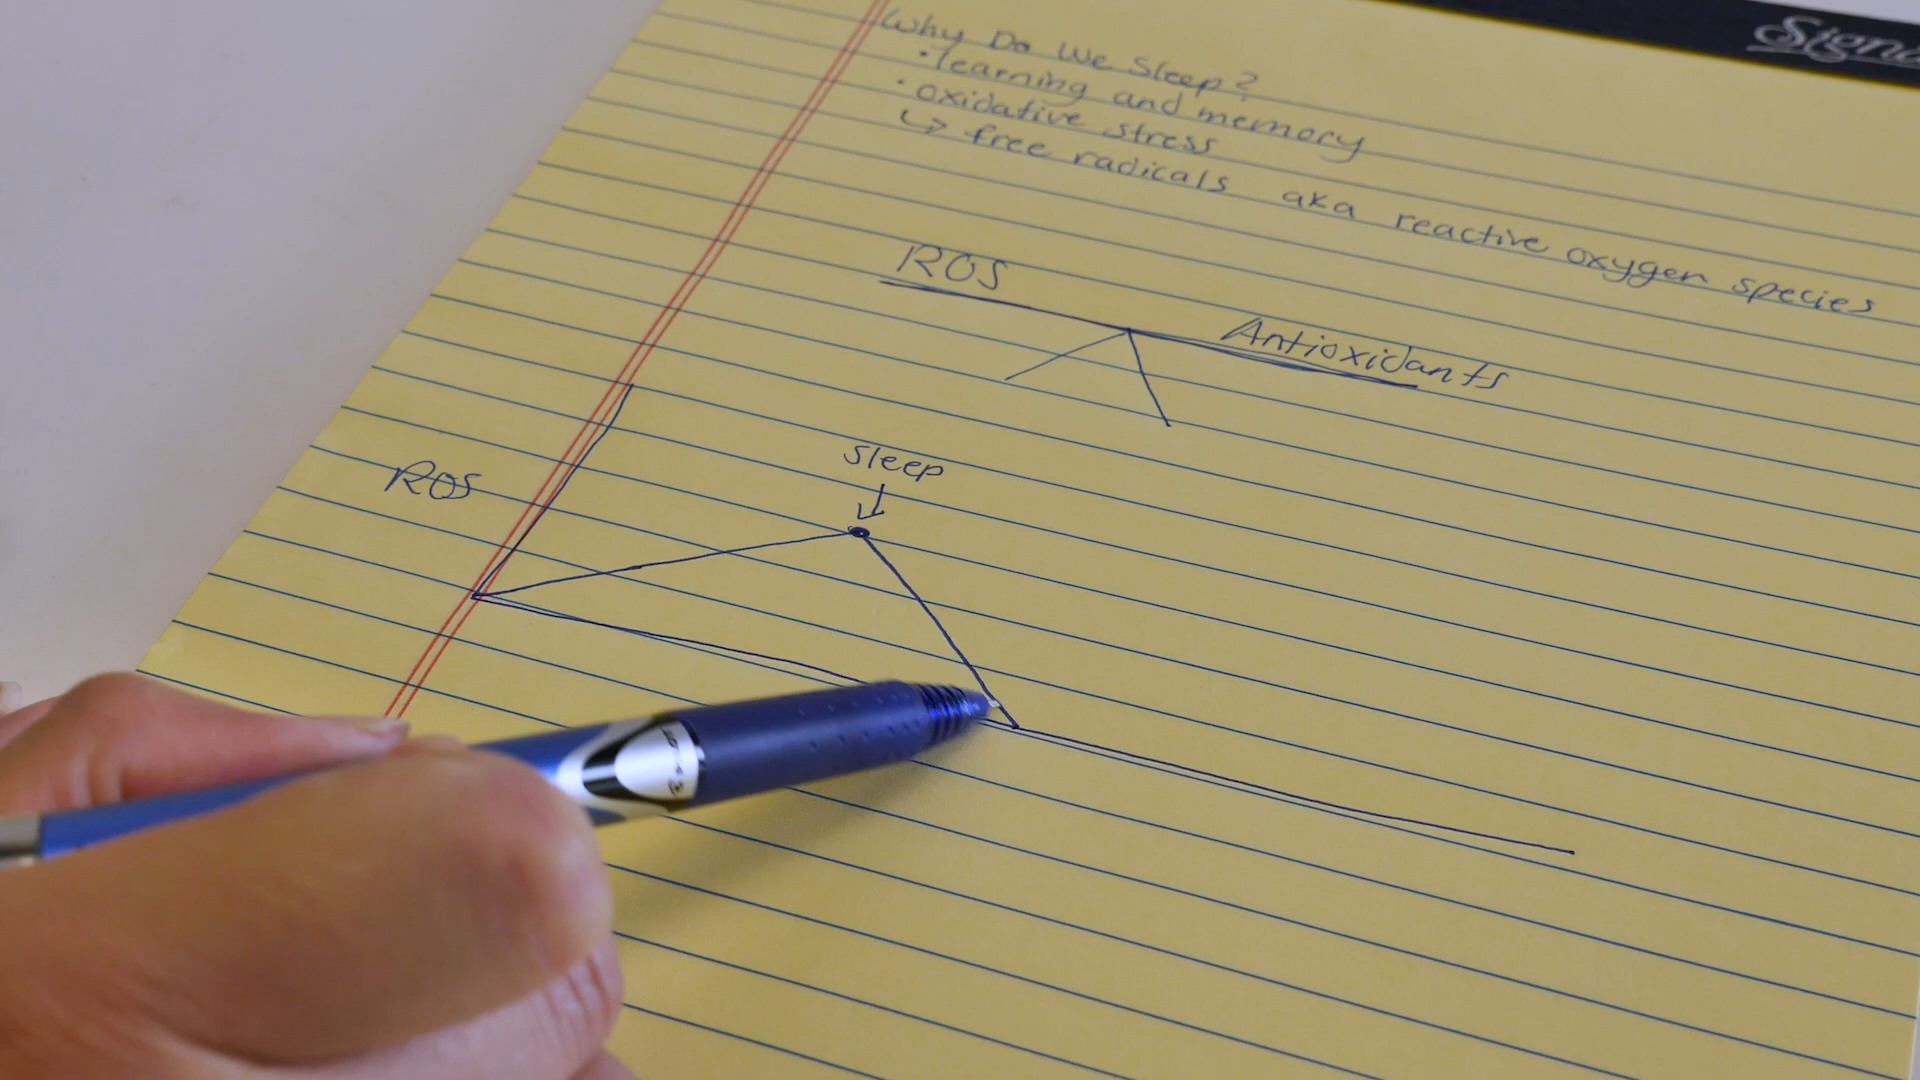 Why Do We Sleep?
• learning and memory
• oxidative stress
↳ free radicals aka reactive oxygen species
ROS
Antioxidants
sleep
ROS